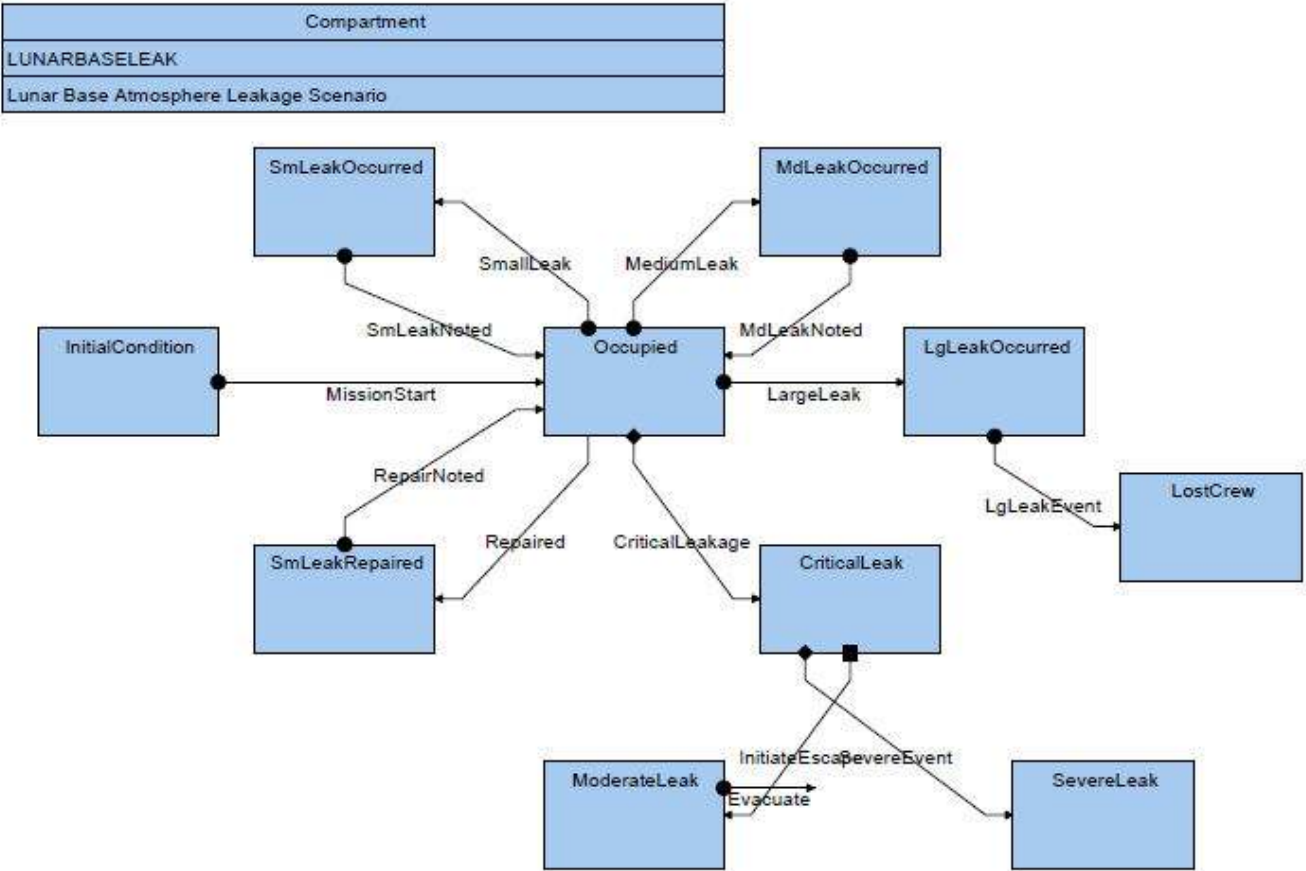 Compartment
LUNARBASELEAK
Lunar Base Atmosphere Leakage Scenario
SmLeakOccurred
MdLeakOccurred
SmallLeak
MediumLeak
SmLeakNoted
MdLeakNoted
InitialCondition
Occupied
LgLeakOccurred
MissionStart
LargeLeak
RepairNoted
LostCrew
LgLeakEvent
Repaired
CriticalLeakage
SmLeakRepaired
CriticalLeak
InitiateEscape
SevereEvent
ModerateLeak
SevereLeak
Evacuate